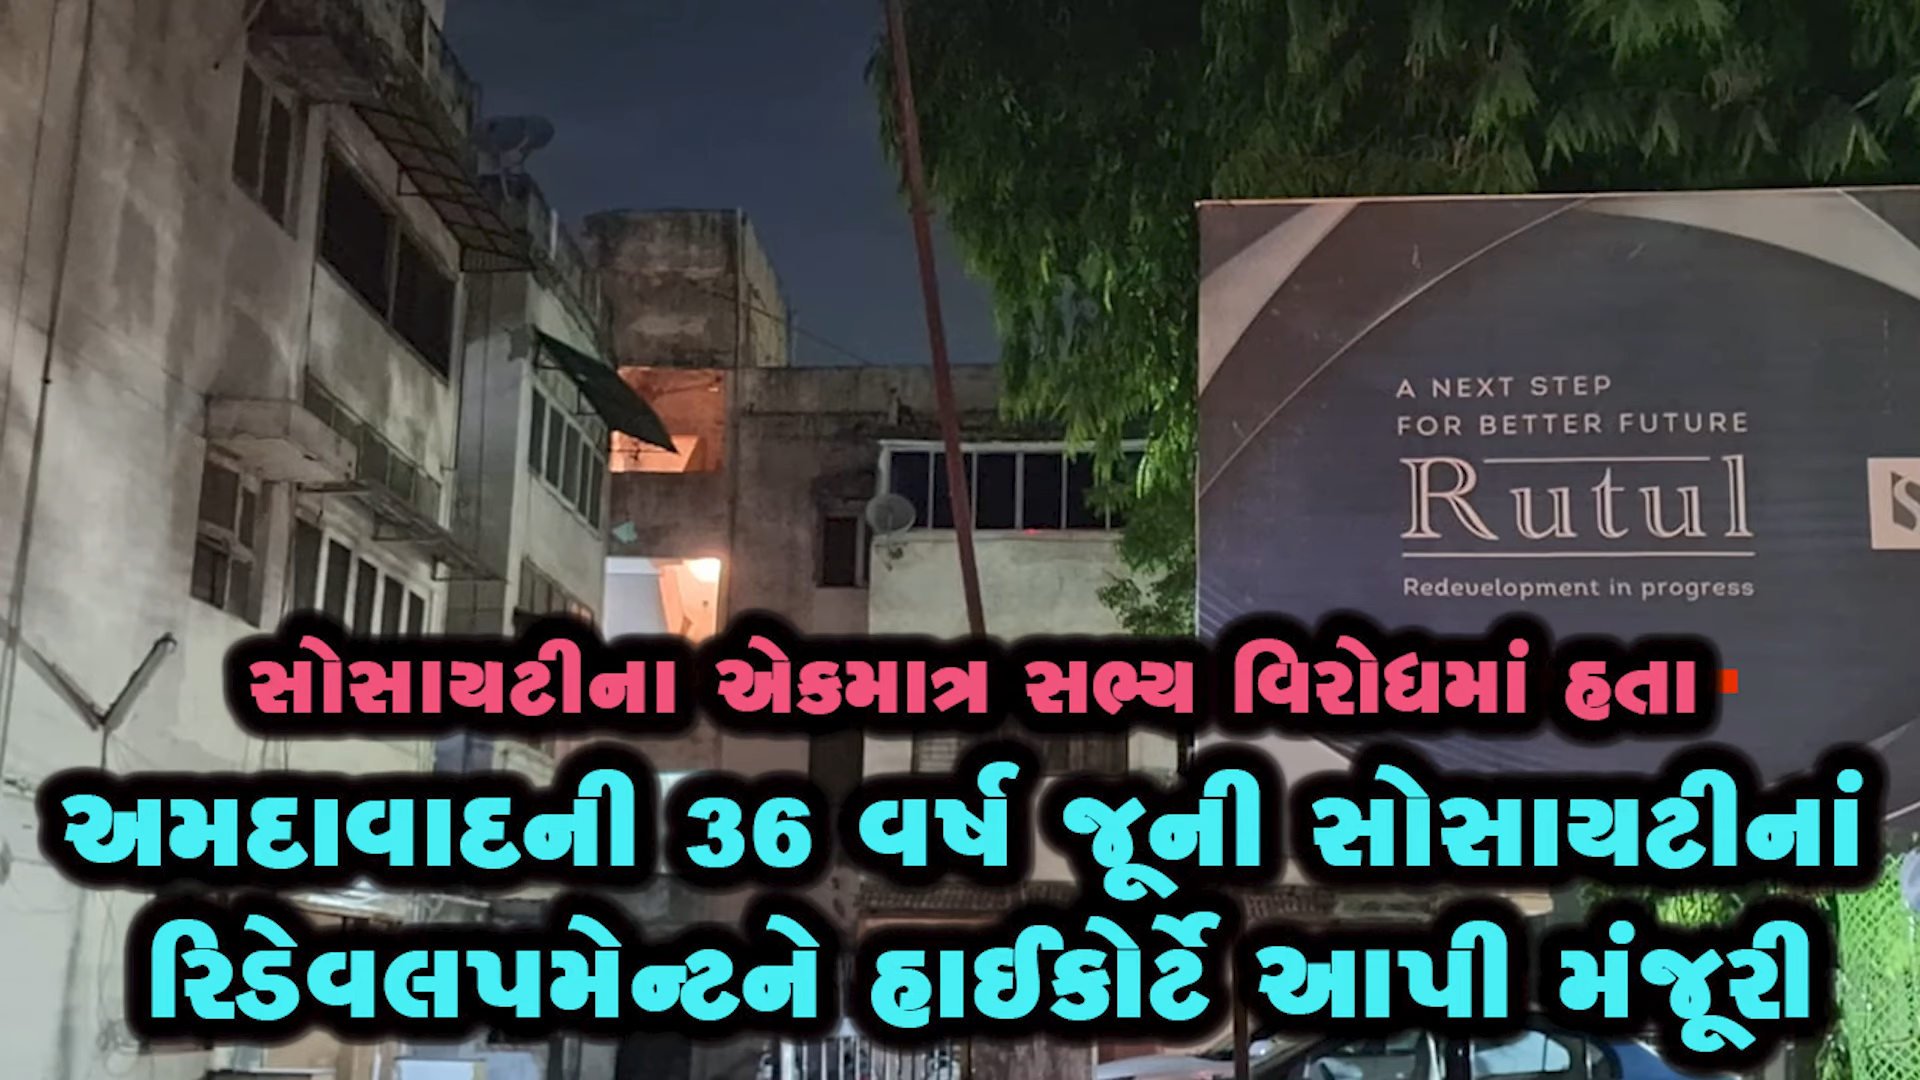 A NEXT STEP
FOR BETTER FUTURE
Rutul
Redevelopment in progress
સોસાયટીના એકમાત્ર સભ્ય વિરોધમાં હતા
અમદાવાદની 36 વર્ષ જૂની સોસાયટીનાં
રિડેવલપમેન્ટને હાઈકોર્ટે આપી મંજૂરી